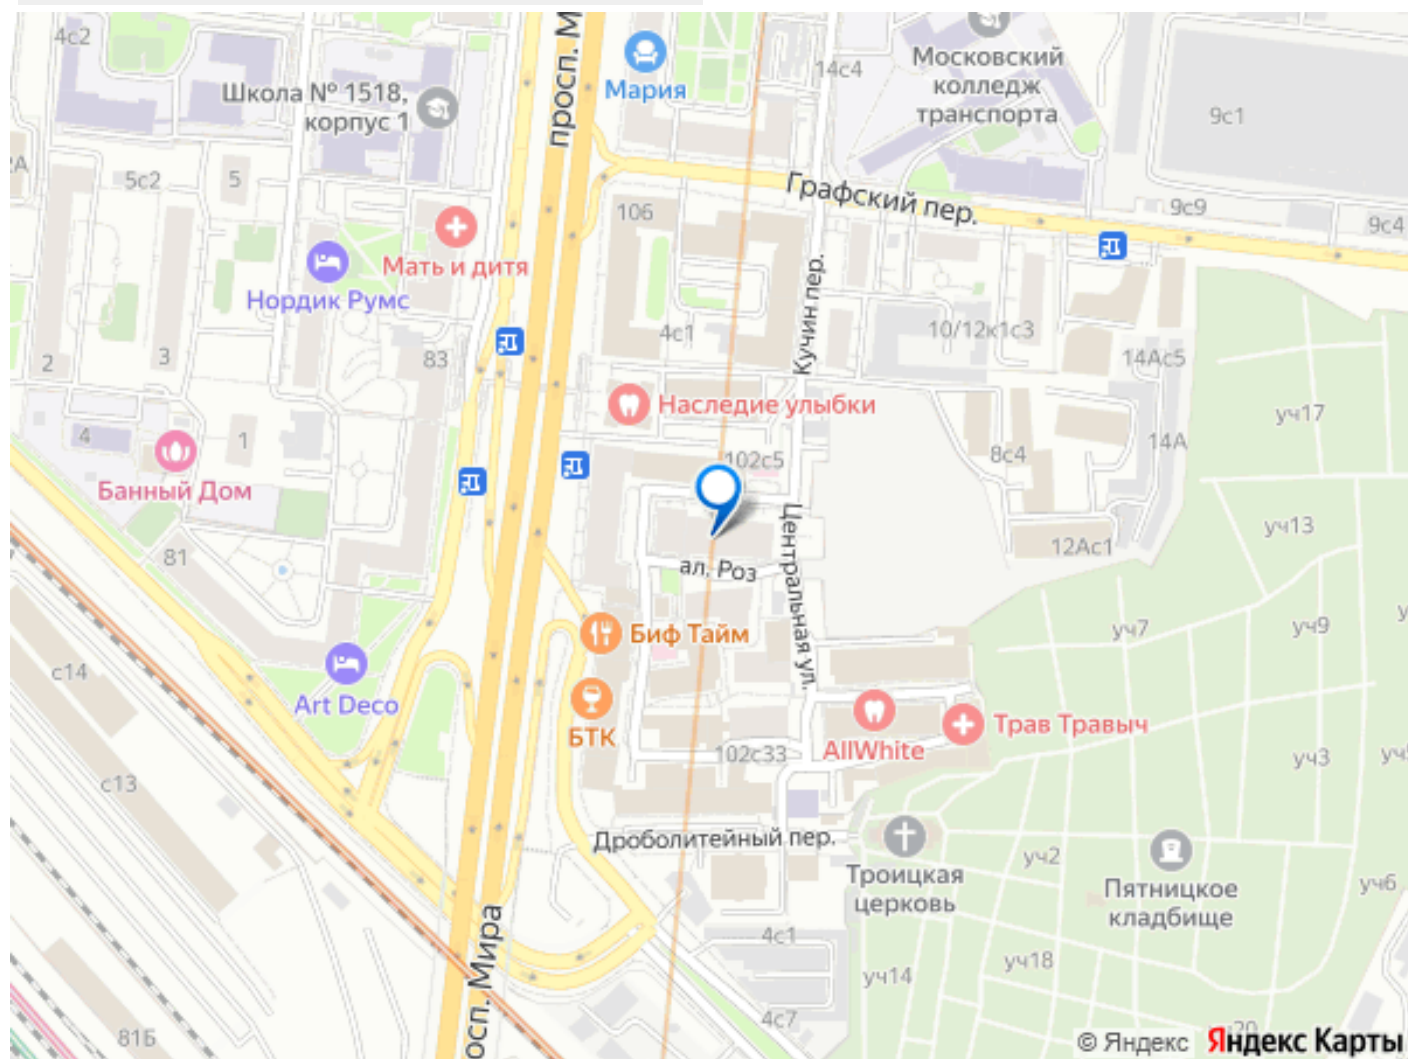 4с2
Школа № 1518,
корпус 1
просп. М
Мария
14с4
Московский
колледж
транспорта
9с1
2А
5с2
5
106
Графский пер.
9с9
9с4
Мать и дитя
Нордик Румс
4с1
Кучин пер.
10/12к1с3
14Ас5
2
3
83
Наследие улыбки
уч17
4
1
102с5
8с4
14А
Банный Дом
Центральная ул.
уч13
81
ал. Роз
12Ас1
Биф Тайм
уч7
уч9
с14
Art Deco
БТК
AllWhite
Трав Травыч
102с33
с13
уч3
Дроболитейный пер.
Троицкая
церковь
уч2
Пятницкое
кладбище
уч6
осп. Мира
4с1
уч14
уч18
4с7
81Б
© Яндекс
Яндекс Карты